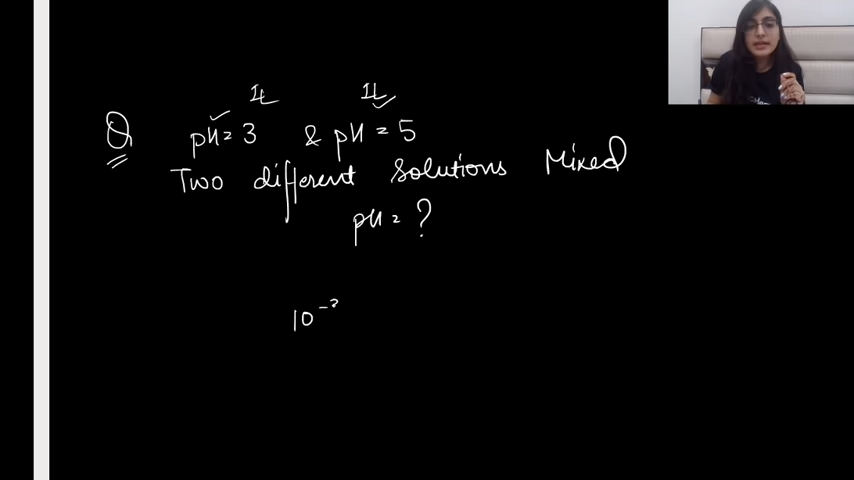 1L 1L
Q pH = 3 & pH = 5
Two different Solutions Mixed
pH = ?
10⁻³